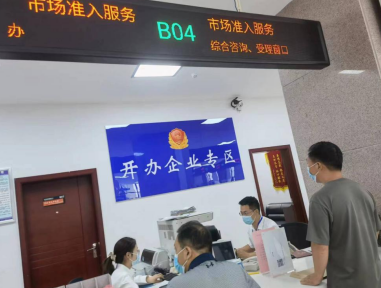 市场准入服务
办
B04
市场准入服务
综合咨询、受理窗口
开办企业专区